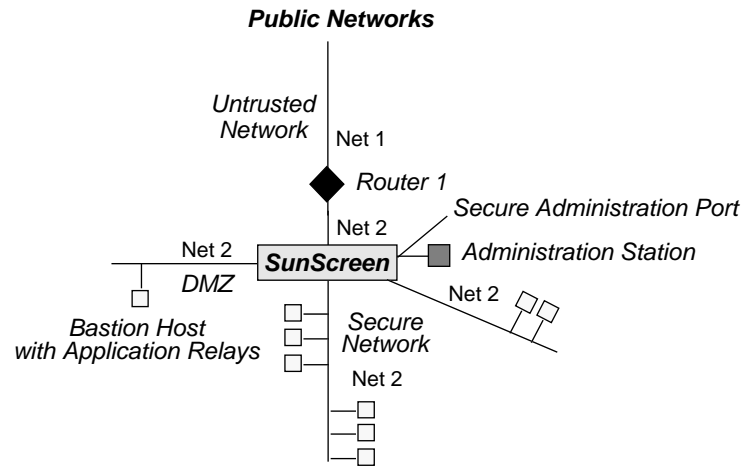 Public Networks
Untrusted
Network
Net 1
Router 1
Secure Administration Port
Net 2
Net 2
SunScreen
Administration Station
DMZ
Net 2
Bastion Host
with Application Relays
Secure
Network
Net 2